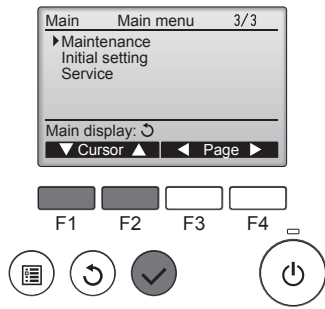 Main Main menu 3/3
Maintenance
Initial setting
Service
Main display:
Cursor Page
F1 F2 F3 F4